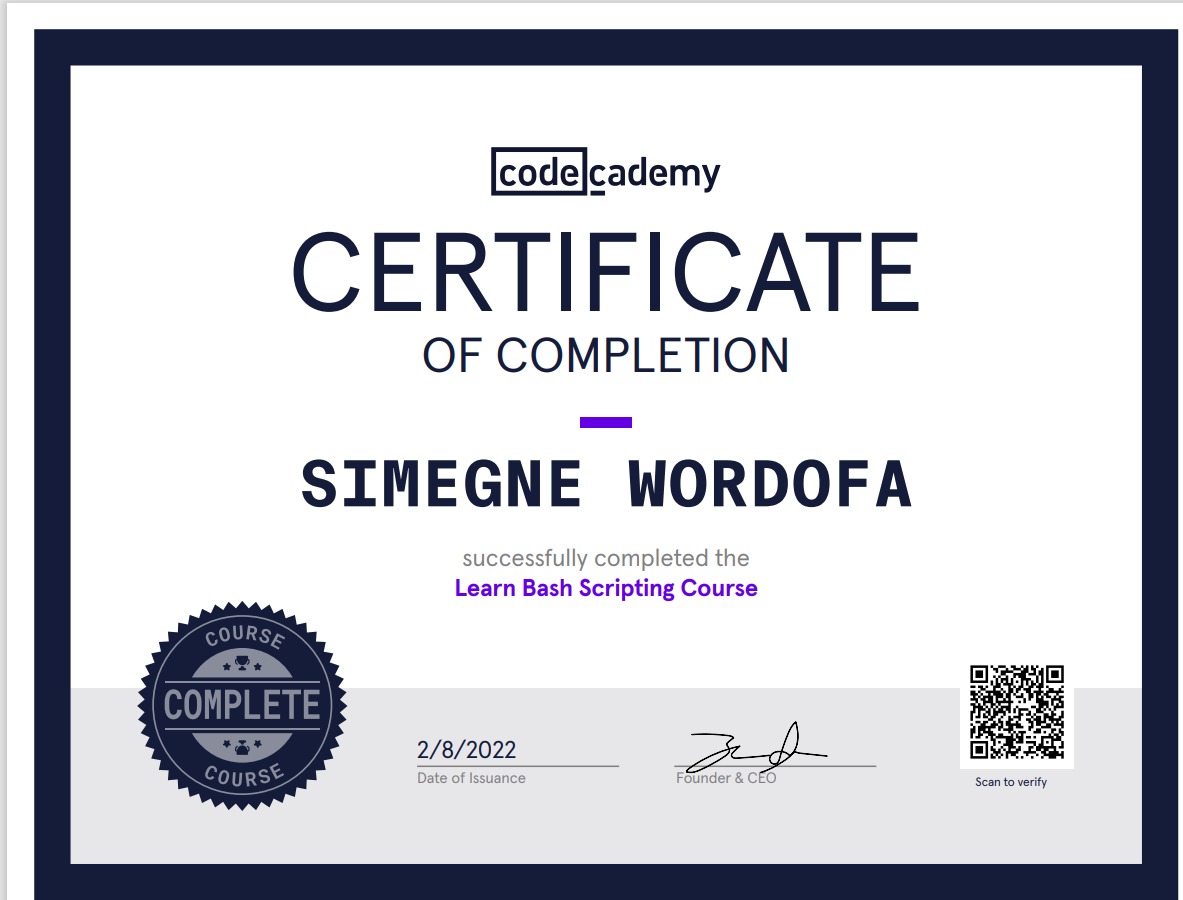 codecademy
CERTIFICATE
OF COMPLETION
SIMEGNE WORDOFA
successfully completed the
Learn Bash Scripting Course
COURSE
COMPLETE
COURSE
2/8/2022
Date of Issuance
Founder & CEO
Scan to verify